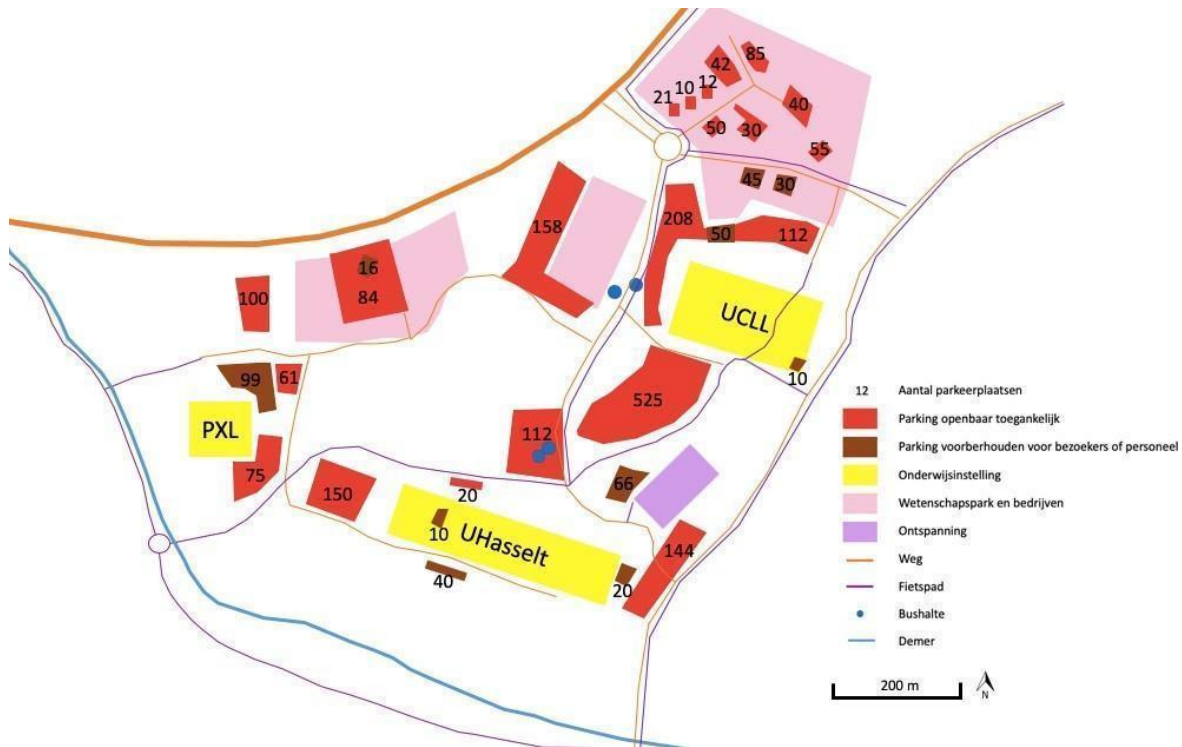 85
42
12
10
21
40
50
30
55
45
30
158
208
50
112
16
84
100
UCLL
10
99
61
525
PXL
112
75
66
150
20
10
UHasselt
144
40
20
12 Aantal parkeerplaatsen
Parking openbaar toegankelijk
Parking voorberhouden voor bezoekers of personeel
Onderwijsinstelling
Wetenschapspark en bedrijven
Ontspanning
Weg
Fietspad
Bushalte
Demer
200 m
N